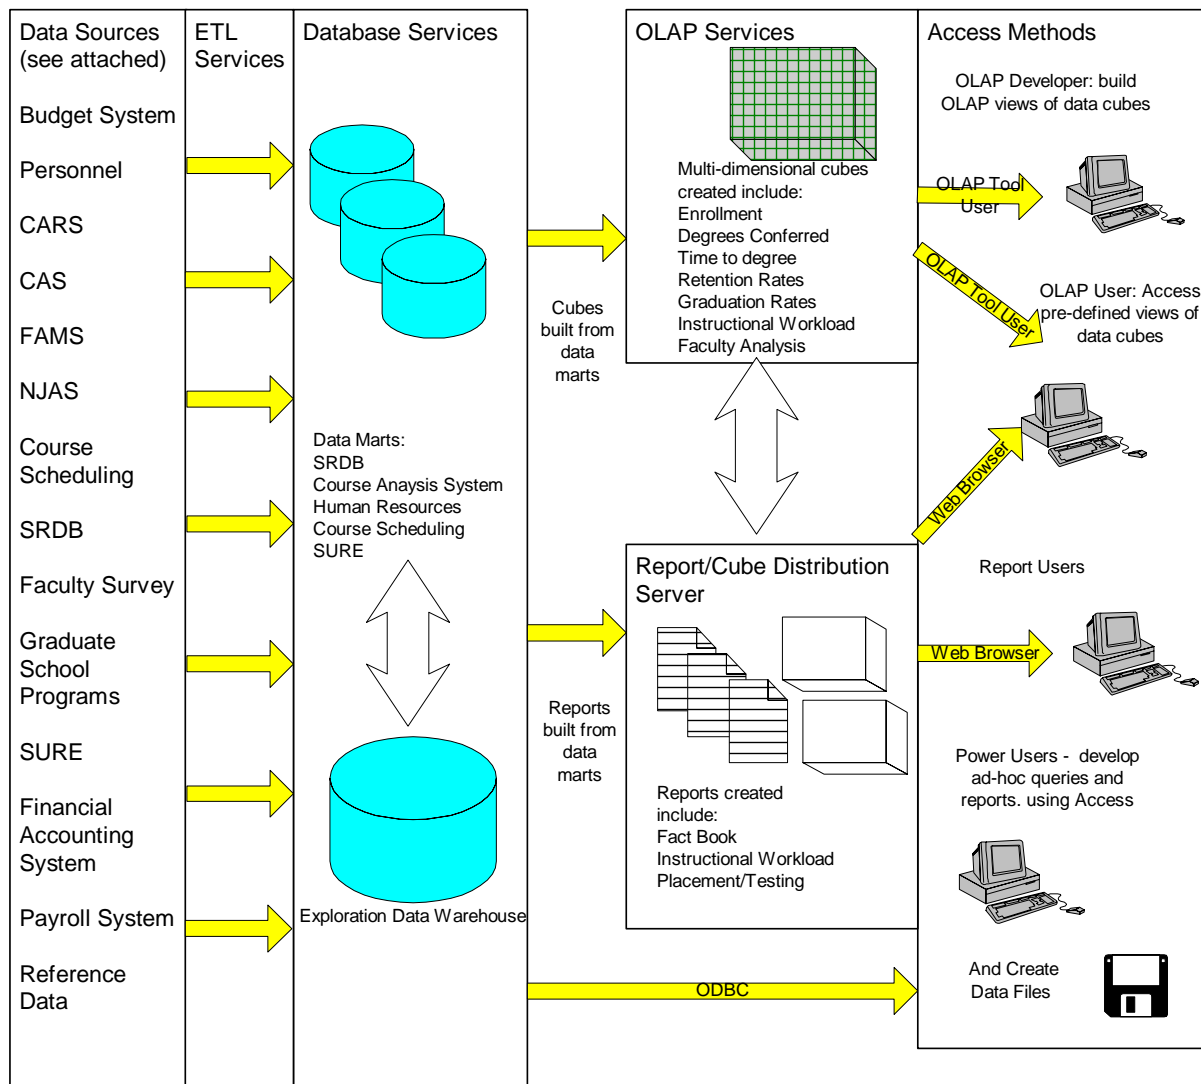 Data Sources
(see attached)
Budget System
Personnel
CARS
CAS
FAMS
NJAS
Course
Scheduling
SRDB
Faculty Survey
Graduate
School
Programs
SURE
Financial
Accounting
System
Payroll System
Reference
Data
ETL
Services
Database Services
Data Marts:
SRDB
Course Anaysis System
Human Resources
Course Scheduling
SURE
Exploration Data Warehouse
Cubes
built from
data
marts
Reports
built from
data
marts
ODBC
OLAP Services
Multi-dimensional cubes
created include:
Enrollment
Degrees Conferred
Time to degree
Retention Rates
Graduation Rates
Instructional Workload
Faculty Analysis
Report/Cube Distribution
Server
Reports created
include:
Fact Book
Instructional Workload
Placement/Testing
Access Methods
OLAP Developer: build
OLAP views of data cubes
OLAP Tool
User
OLAP Tool User
OLAP User: Access
pre-defined views of
data cubes
Web Browser
Report Users
Web Browser
Power Users - develop
ad-hoc queries and
reports. using Access
And Create
Data Files